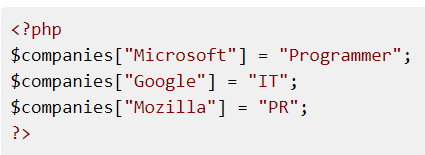 <?php
$companies["Microsoft"] = "Programmer";
$companies["Google"] = "IT";
$companies["Mozilla"] = "PR";
?>